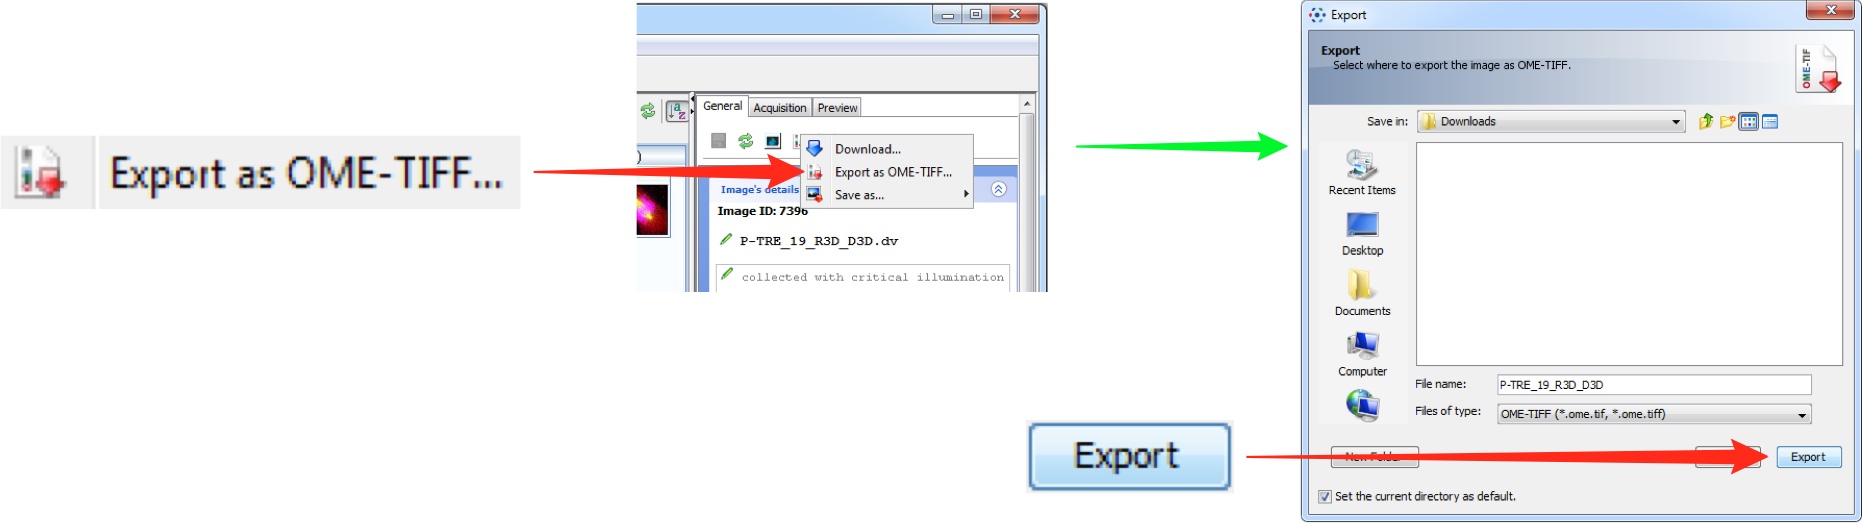 Export as OME-TIFF...
General Acquisition Preview
Download...
Export as OME-TIFF...
Save as...
Image's details
Image ID: 7396
P-TRE_19_R3D_D3D.dv
collected with critical illumination
Export
Export
Select where to export the image as OME-TIFF.
OME-TIF
Save in: Downloads
Recent Items
Desktop
Documents
Computer
File name: P-TRE_19_R3D_D3D
Files of type: OME-TIFF (*.ome.tif, *.ome.tiff)
New Folder
Export
Set the current directory as default.
Export